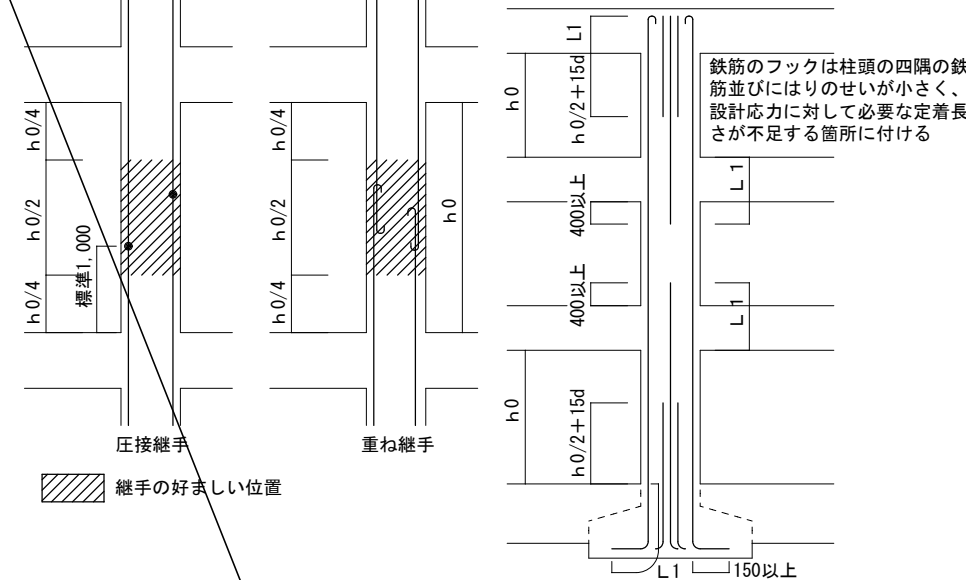 h0/4
h0/2
h0/4
標準1,000
圧接継手
h0/4
h0/2
h0/4
h0
重ね継手
継手の好ましい位置
L1
h0
h0/2+15d
鉄筋のフックは柱頭の四隅の鉄
筋並びにはりのせいが小さく、
設計応力に対して必要な定着長
さが不足する箇所に付ける
L1
400以上
400以上
L1
h0
h0/2+15d
L1
150以上